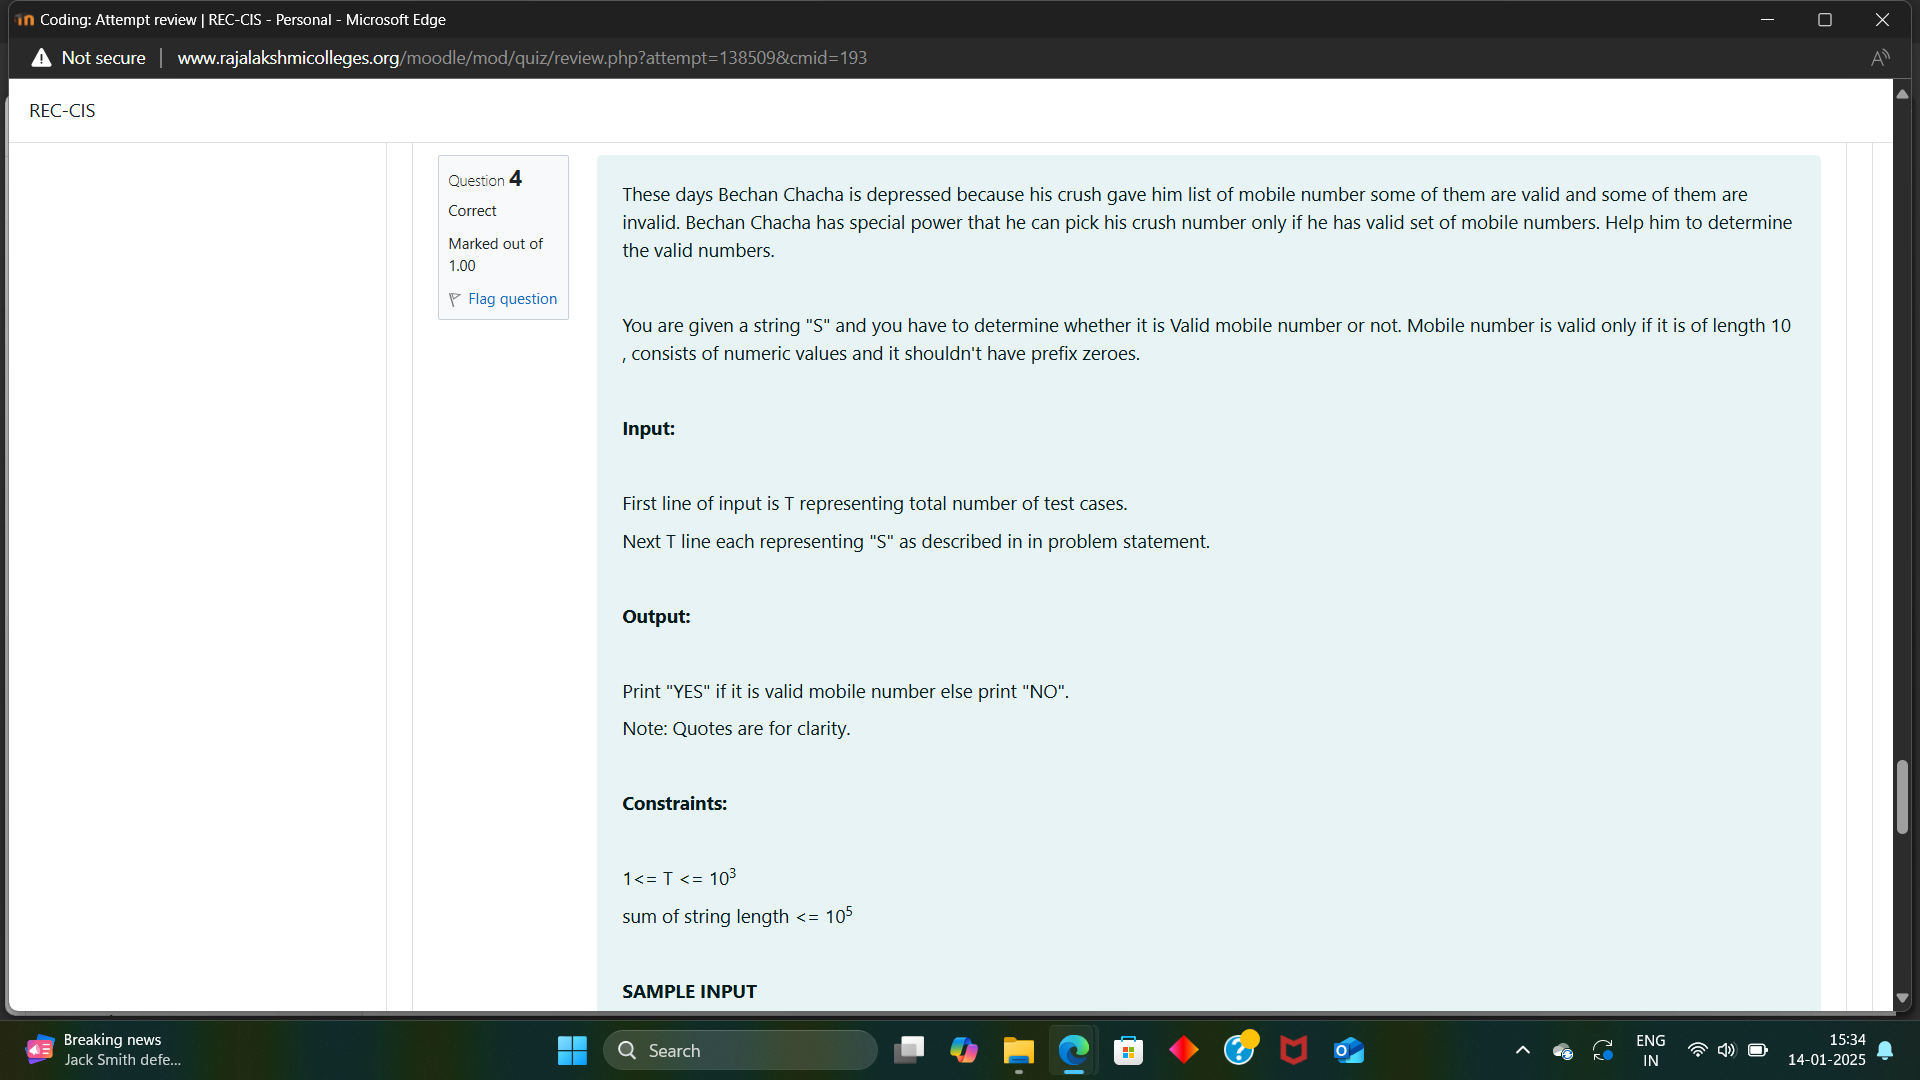 Coding: Attempt review | REC-CIS - Personal - Microsoft Edge
Not secure | www.rajalakshmicolleges.org/moodle/mod/quiz/review.php?attempt=138509&cmid=193
REC-CIS
Question 4
Correct
Marked out of
1.00
Flag question
These days Bechan Chacha is depressed because his crush gave him list of mobile number some of them are valid and some of them are
invalid. Bechan Chacha has special power that he can pick his crush number only if he has valid set of mobile numbers. Help him to determine
the valid numbers.
You are given a string "S" and you have to determine whether it is Valid mobile number or not. Mobile number is valid only if it is of length 10
, consists of numeric values and it shouldn't have prefix zeroes.
Input:
First line of input is T representing total number of test cases.
Next T line each representing "S" as described in in problem statement.
Output:
Print "YES" if it is valid mobile number else print "NO".
Note: Quotes are for clarity.
Constraints:
1<= T <= 10³
sum of string length <= 10⁵
SAMPLE INPUT
Breaking news
Jack Smith defe...
Search
ENG
IN
15:34
14-01-2025